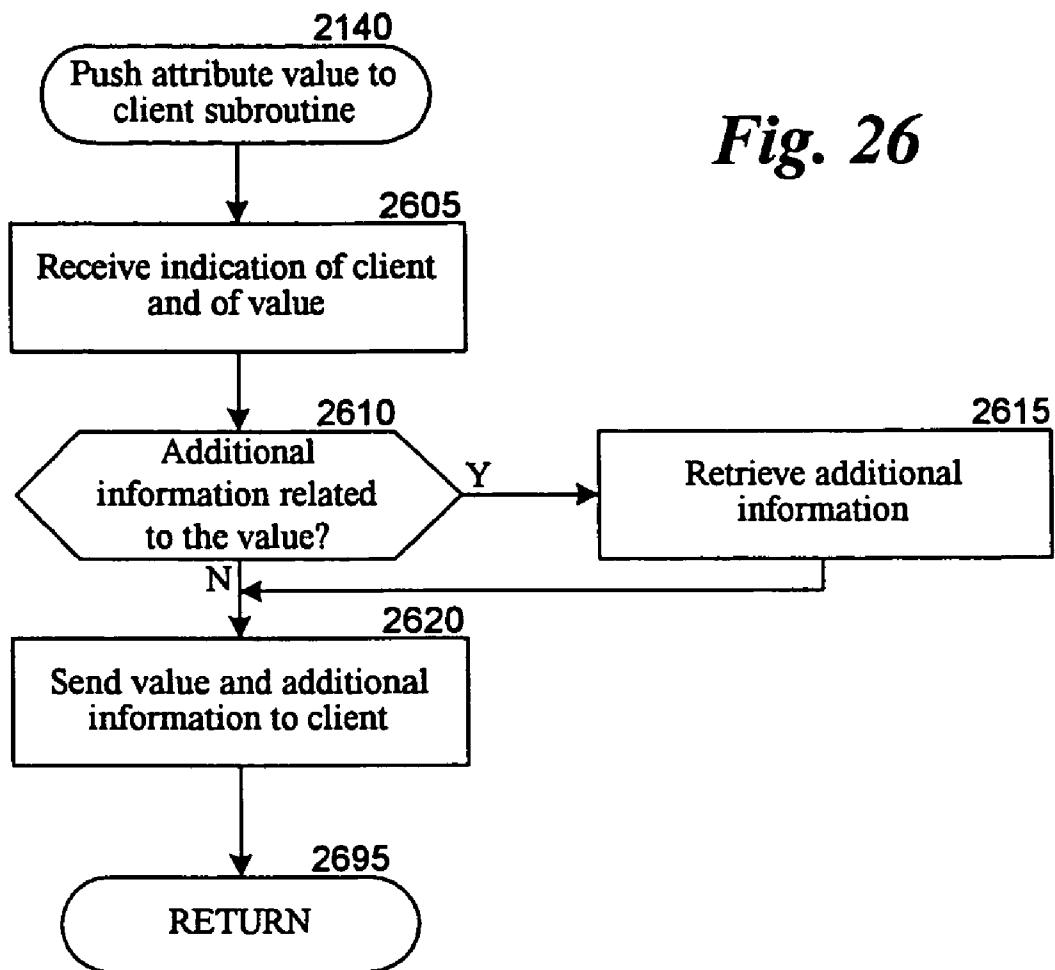 2140
Push attribute value to
client subroutine
Fig. 26
2605
Receive indication of client
and of value
2610
Additional
information related
to the value?
Y
2615
Retrieve additional
information
N
2620
Send value and additional
information to client
2695
RETURN